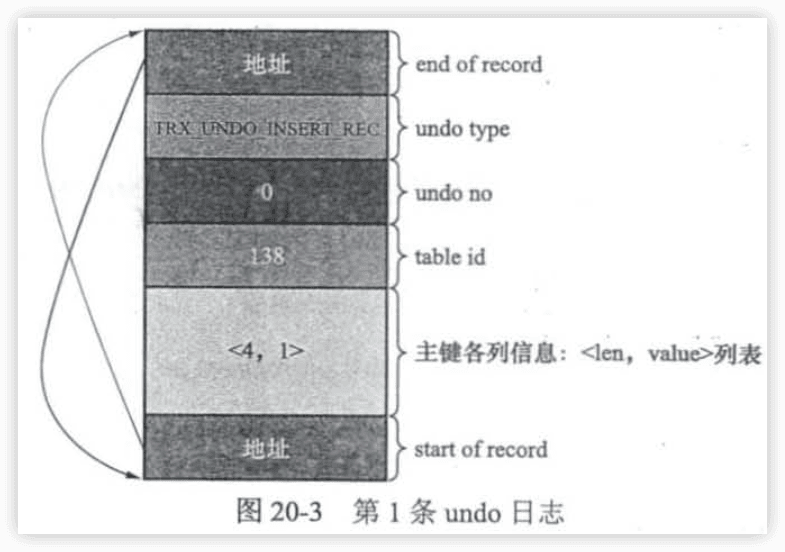 地址 end of record
TRX_UNDO_INSERT_REC undo type
0 undo no
138 table id
<4，1> 主键各列信息：<len，value>列表
地址 start of record
图 20-3 第 1 条 undo 日志